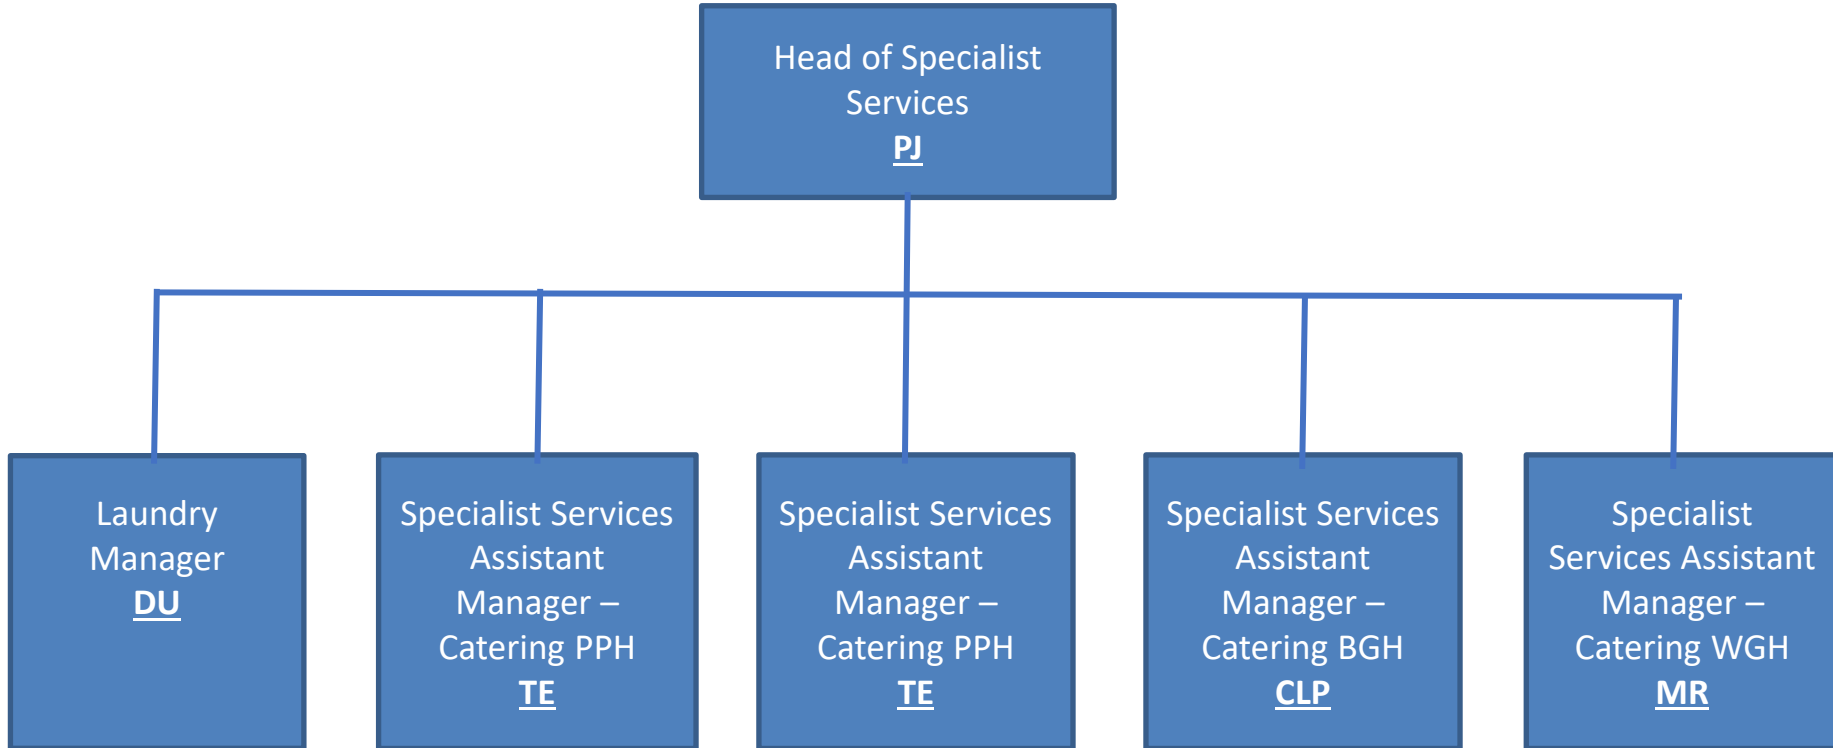 Head of Specialist
Services
PJ
Laundry
Manager
DU
Specialist Services
Assistant
Manager –
Catering PPH
TE
Specialist Services
Assistant
Manager –
Catering PPH
TE
Specialist Services
Assistant
Manager –
Catering BGH
CLP
Specialist
Services Assistant
Manager –
Catering WGH
MR